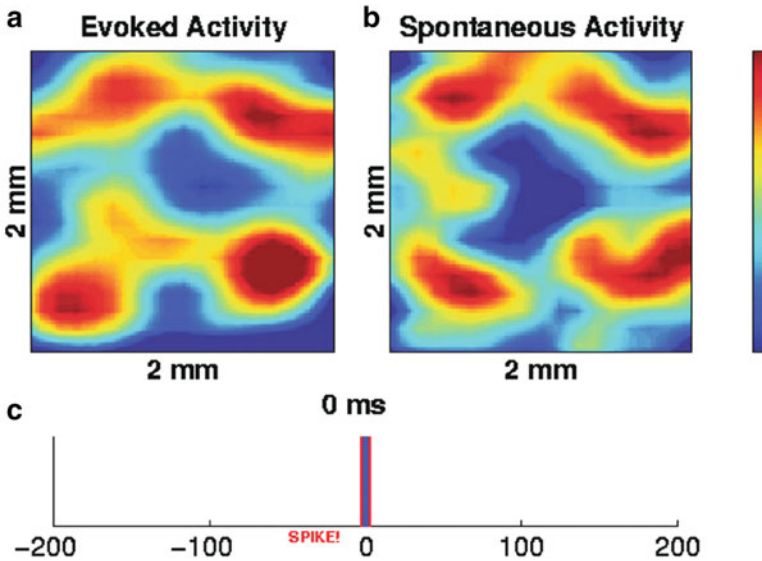 a Evoked Activity
b Spontaneous Activity
2 mm
2 mm
2 mm
2 mm
c
0 ms
SPIKE!
−200 −100 0 100 200